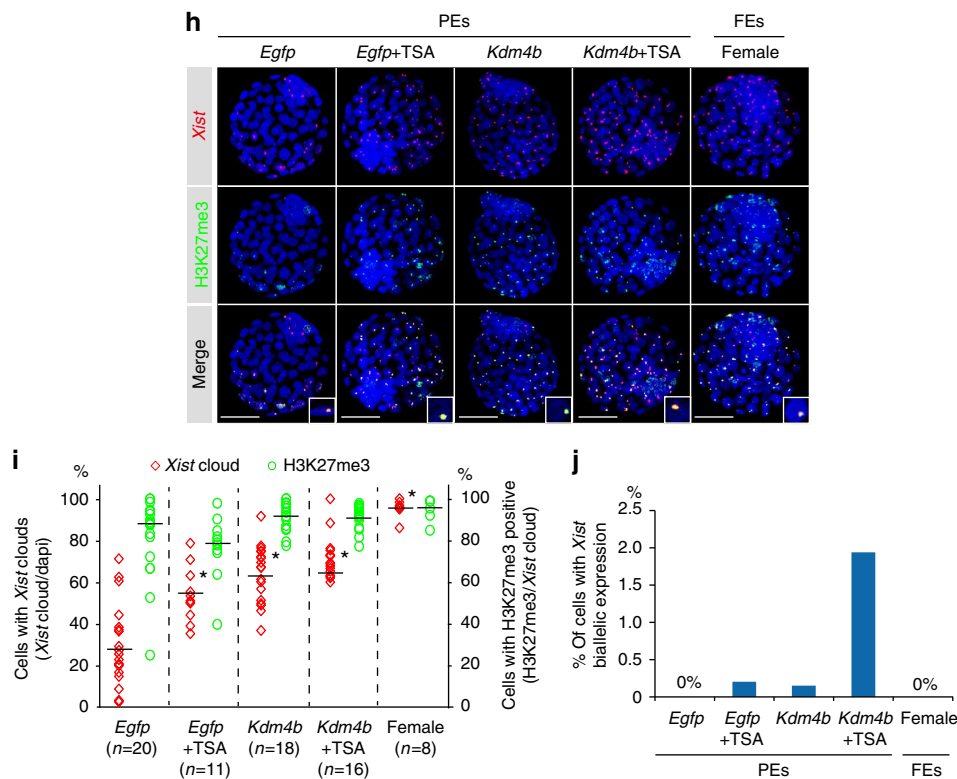 h
PEs FEs
Egfp Egfp+TSA Kdm4b Kdm4b+TSA Female
Xist
H3K27me3
Merge
i
% Xist cloud H3K27me3 %
Cells with Xist clouds
(Xist cloud/dapi)
100
80
60
40
20
0
* * * *
100
80
60
40
20
0
Cells with H3K27me3 positive
(H3K27me3/Xist cloud)
Egfp
(n=20)
Egfp
+TSA
(n=11)
Kdm4b
(n=18)
Kdm4b
+TSA
(n=16)
Female
(n=8)
j
%
% Of cells with Xist
biallelic expression
2.5
2.0
1.5
1.0
0.5
0
0% 0%
Egfp
Egfp
+TSA
Kdm4b
Kdm4b
+TSA
Female
PEs FEs